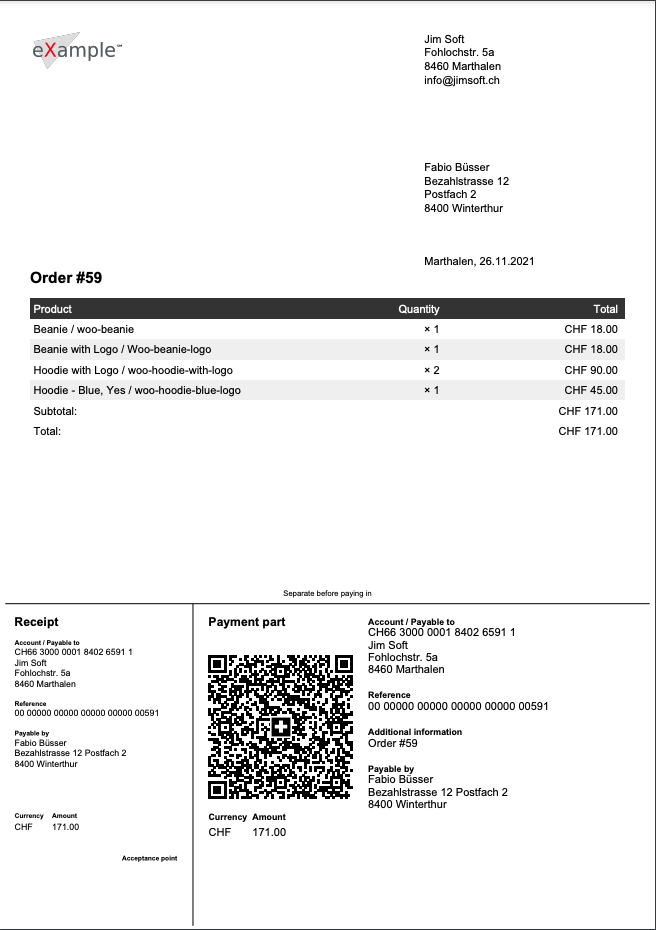 eXample℠
Jim Soft
Fohlochstr. 5a
8460 Marthalen
info@jimsoft.ch
Fabio Büsser
Bezahlstrasse 12
Postfach 2
8400 Winterthur
Marthalen, 26.11.2021
Order #59
Product Quantity Total
Beanie / woo-beanie × 1 CHF 18.00
Beanie with Logo / Woo-beanie-logo × 1 CHF 18.00
Hoodie with Logo / woo-hoodie-with-logo × 2 CHF 90.00
Hoodie - Blue, Yes / woo-hoodie-blue-logo × 1 CHF 45.00
Subtotal: CHF 171.00
Total: CHF 171.00
Separate before paying in
Receipt
Account / Payable to
CH66 3000 0001 8402 6591 1
Jim Soft
Fohlochstr. 5a
8460 Marthalen
Reference
00 00000 00000 00000 00000 00591
Payable by
Fabio Büsser
Bezahlstrasse 12 Postfach 2
8400 Winterthur
Currency Amount
CHF 171.00
Acceptance point
Payment part
Currency Amount
CHF 171.00
Account / Payable to
CH66 3000 0001 8402 6591 1
Jim Soft
Fohlochstr. 5a
8460 Marthalen
Reference
00 00000 00000 00000 00000 00591
Additional information
Order #59
Payable by
Fabio Büsser
Bezahlstrasse 12 Postfach 2
8400 Winterthur